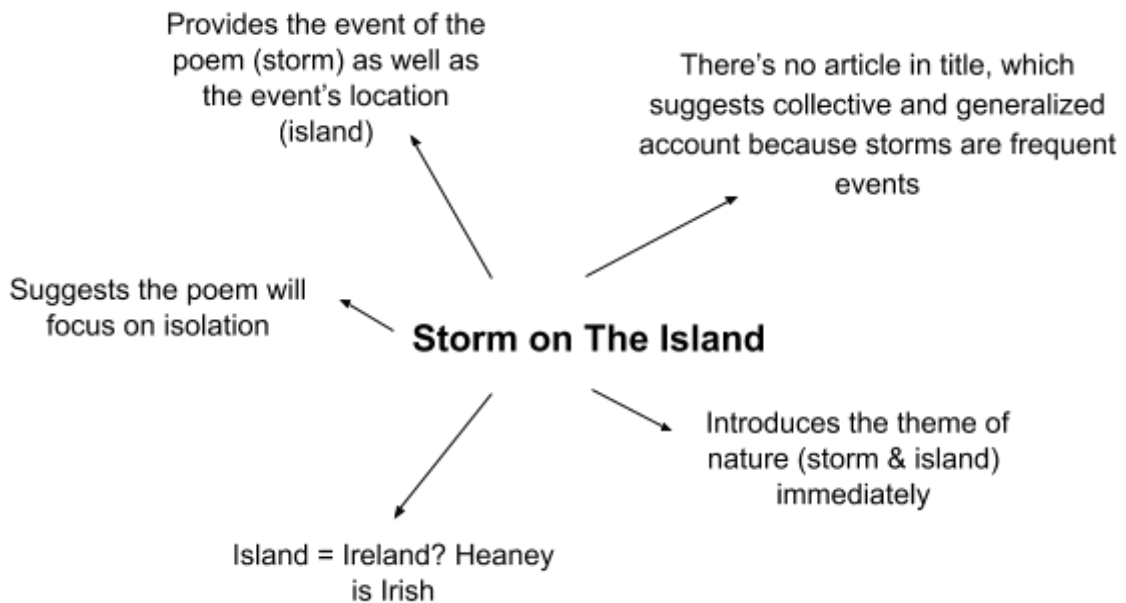 Provides the event of the
poem (storm) as well as
the event's location
(island)
There's no article in title, which
suggests collective and generalized
account because storms are frequent
events
Suggests the poem will
focus on isolation
Storm on The Island
Introduces the theme of
nature (storm & island)
immediately
Island = Ireland? Heaney
is Irish